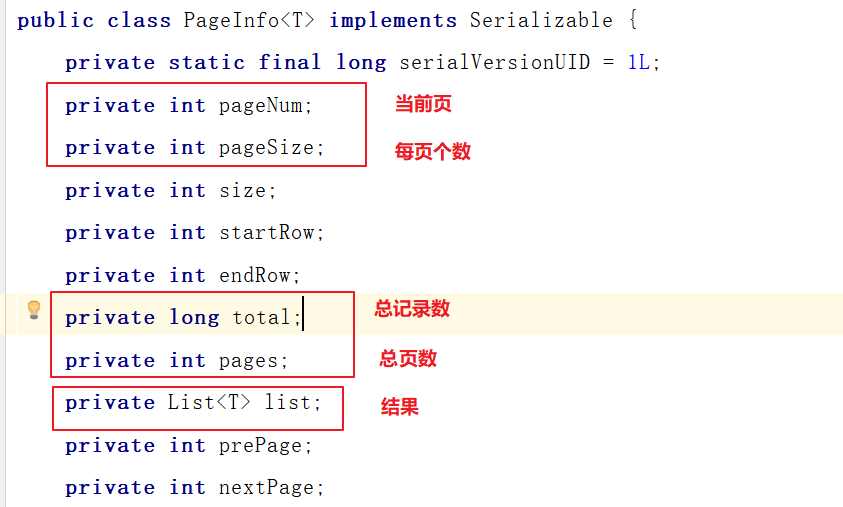 public class PageInfo<T> implements Serializable {
private static final long serialVersionUID = 1L;
private int pageNum; 当前页
private int pageSize; 每页个数
private int size;
private int startRow;
private int endRow;
private long total; 总记录数
private int pages; 总页数
private List<T> list; 结果
private int prePage;
private int nextPage;